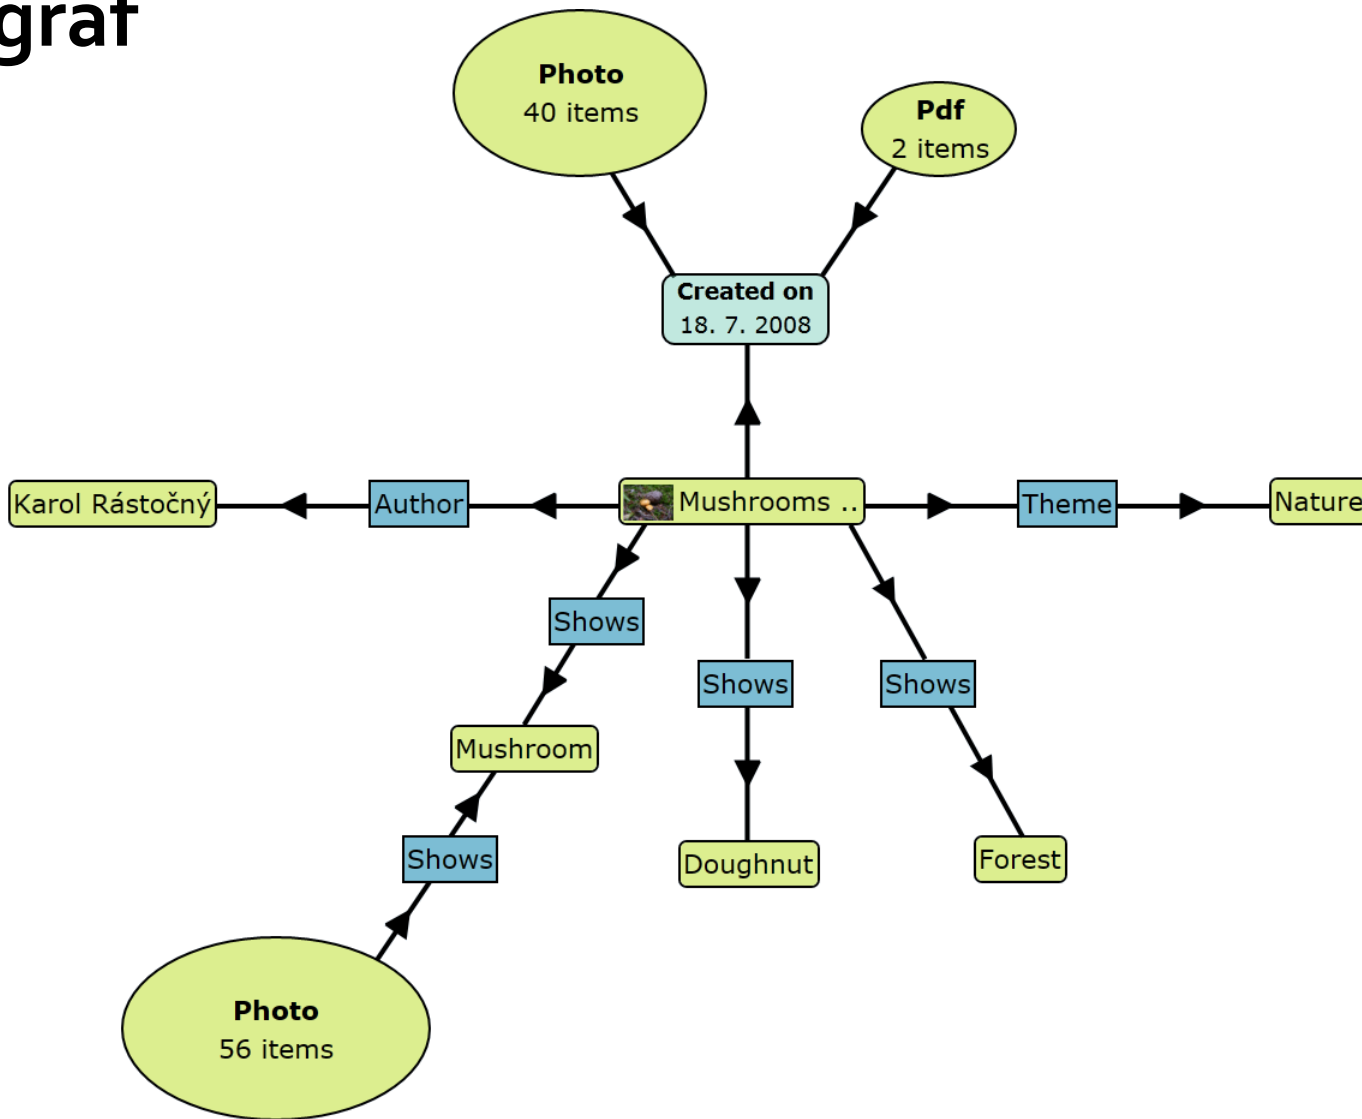 graf
Photo
40 items
Pdf
2 items
Created on
18. 7. 2008
Karol Rástočný
Author
Mushrooms ..
Theme
Nature
Shows
Shows
Shows
Mushroom
Shows
Doughnut
Forest
Photo
56 items